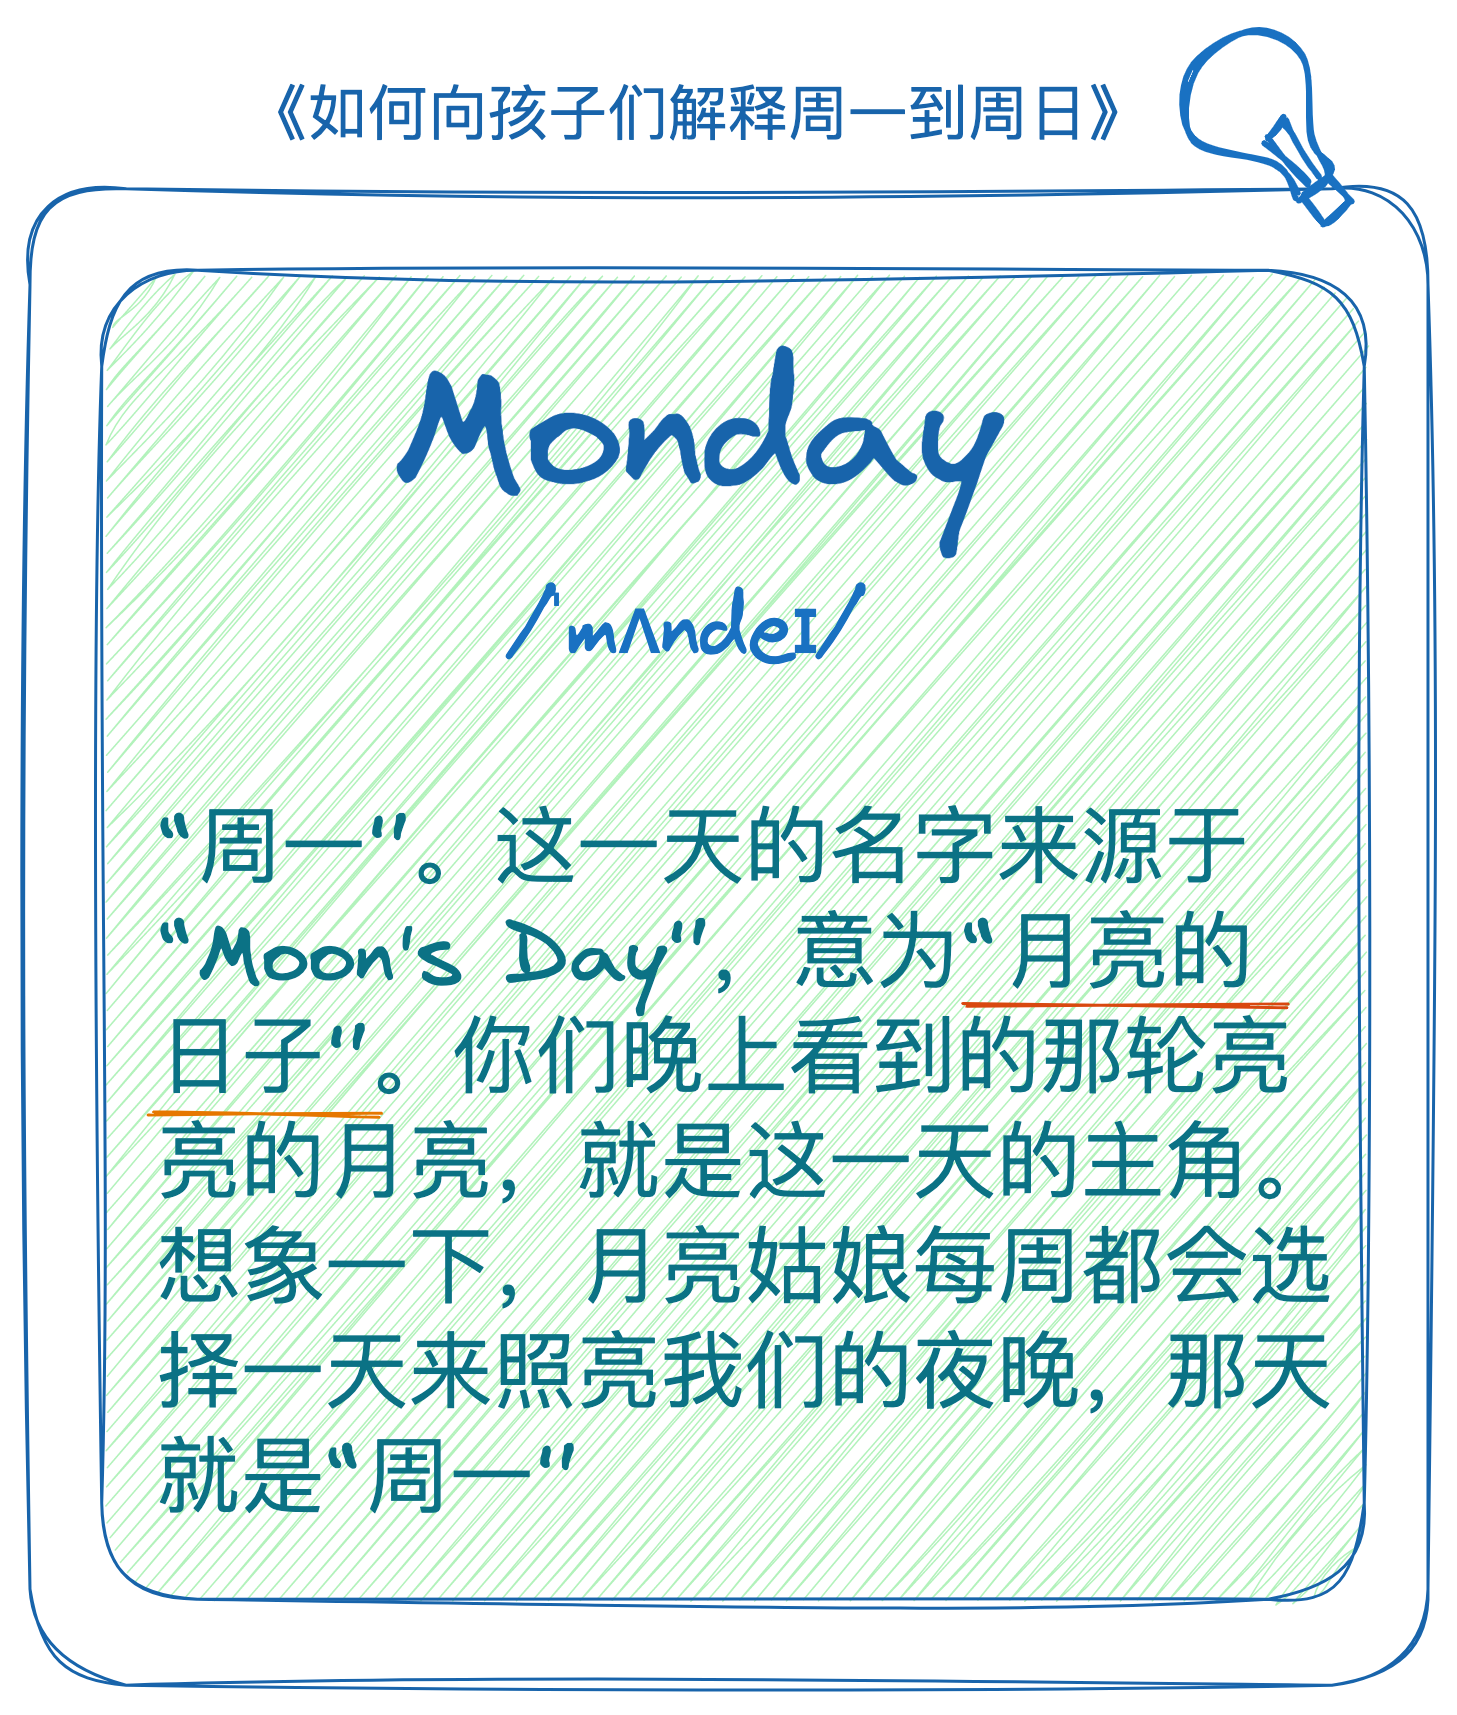 《如何向孩子们解释周一到周日》
Monday
/ˈmʌndeɪ/
“周一”。这一天的名字来源于
“Moon's Day”，意为“月亮的
日子”。你们晚上看到的那轮亮
亮的月亮，就是这一天的主角。
想象一下，月亮姑娘每周都会选
择一天来照亮我们的夜晚，那天
就是“周一”